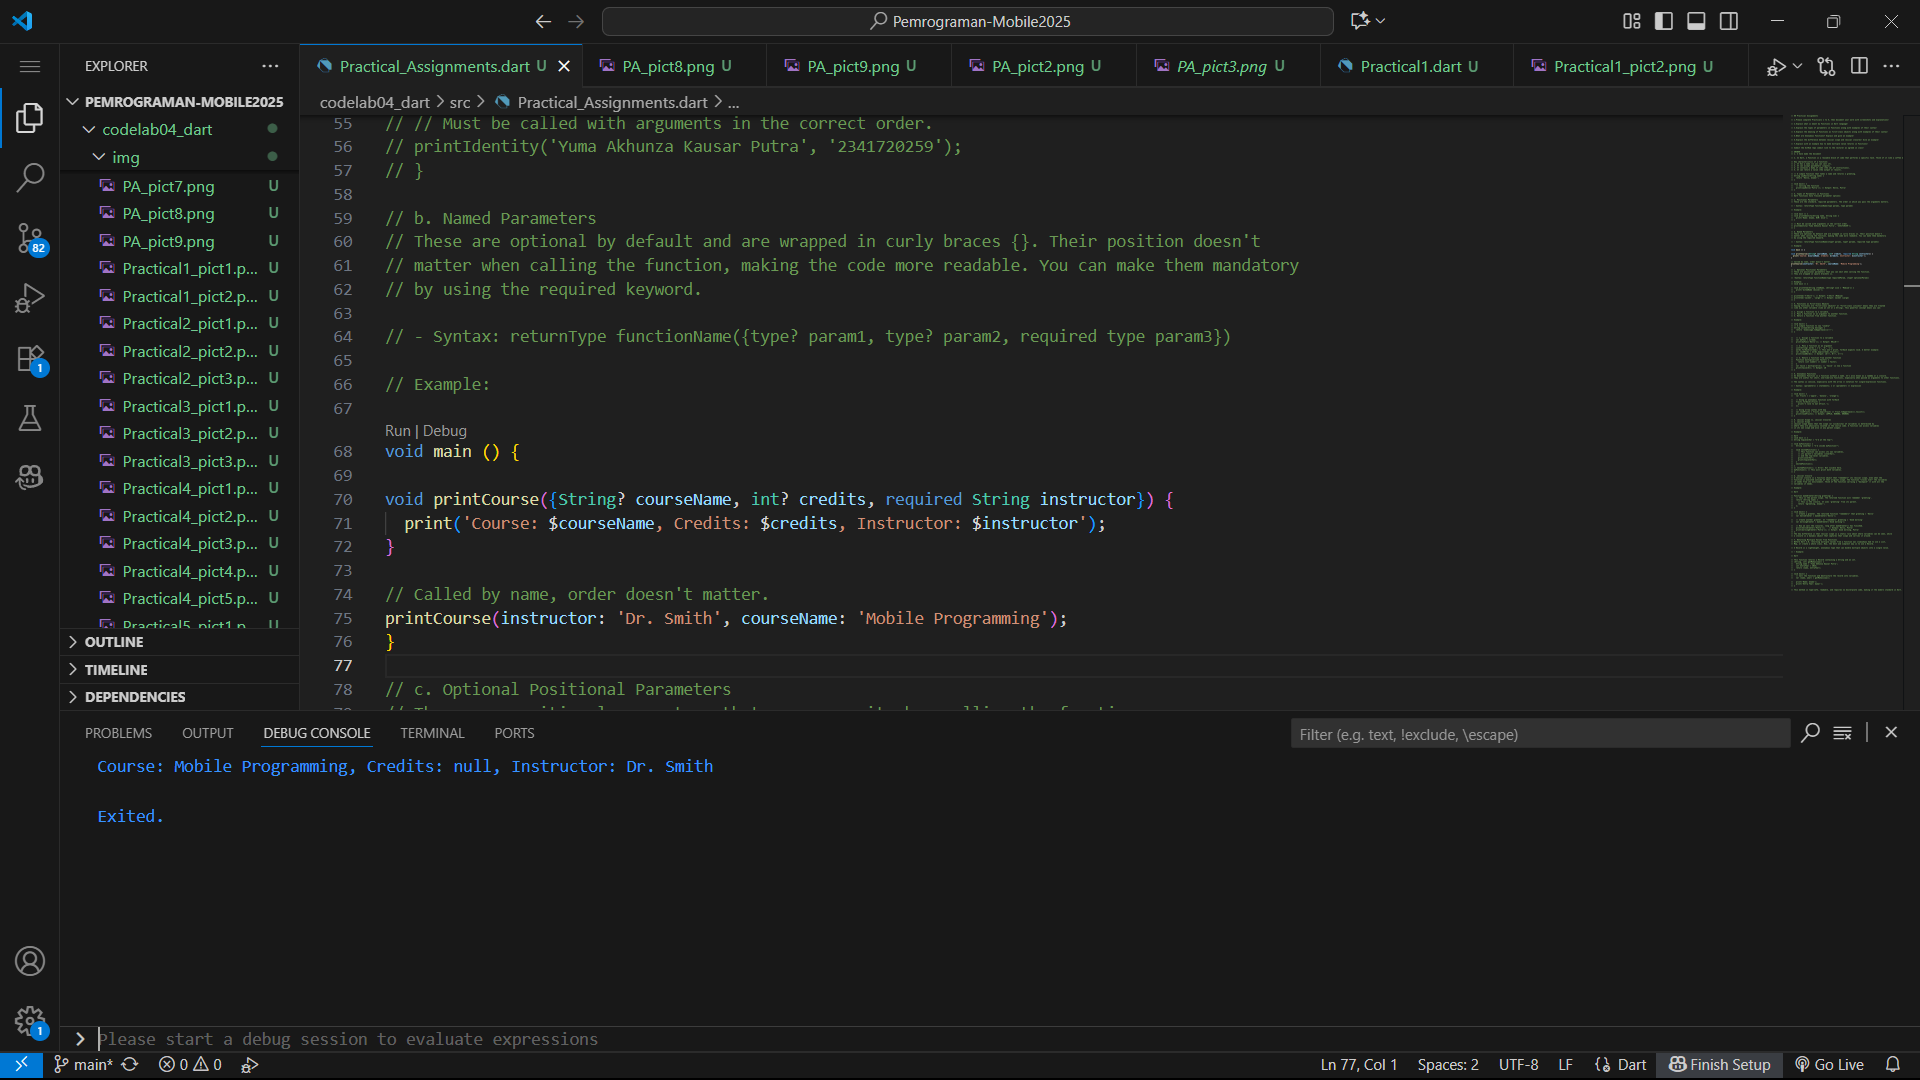 Pemrograman-Mobile2025
EXPLORER
Practical_Assignments.dart U
PA_pict8.png U
PA_pict9.png U
PA_pict2.png U
PA_pict3.png U
Practical1.dart U
Practical1_pict2.png U
PEMROGRAMAN-MOBILE2025
codelab04_dart
img
PA_pict7.png U
PA_pict8.png U
PA_pict9.png U
Practical1_pict1.p... U
Practical1_pict2.p... U
Practical2_pict1.p... U
Practical2_pict2.p... U
Practical2_pict3.p... U
Practical3_pict1.p... U
Practical3_pict2.p... U
Practical3_pict3.p... U
Practical4_pict1.p... U
Practical4_pict2.p... U
Practical4_pict3.p... U
Practical4_pict4.p... U
Practical4_pict5.p... U
Practical5_pict1.p... U
OUTLINE
TIMELINE
DEPENDENCIES
82
1
1
codelab04_dart > src > Practical_Assignments.dart > ...
55 // // Must be called with arguments in the correct order.
56 // printIdentity('Yuma Akhunza Kausar Putra', '2341720259');
57 // }
58
59 // b. Named Parameters
60 // These are optional by default and are wrapped in curly braces {}. Their position doesn't
61 // matter when calling the function, making the code more readable. You can make them mandatory
62 // by using the required keyword.
63
64 // - Syntax: returnType functionName({type? param1, type? param2, required type param3})
65
66 // Example:
67
Run | Debug
68 void main () {
69
70 void printCourse({String? courseName, int? credits, required String instructor}) {
71 print('Course: $courseName, Credits: $credits, Instructor: $instructor');
72 }
73
74 // Called by name, order doesn't matter.
75 printCourse(instructor: 'Dr. Smith', courseName: 'Mobile Programming');
76 }
77
78 // c. Optional Positional Parameters
PROBLEMS OUTPUT DEBUG CONSOLE TERMINAL PORTS
Filter (e.g. text, !exclude, \escape)
Course: Mobile Programming, Credits: null, Instructor: Dr. Smith
Exited.
Please start a debug session to evaluate expressions
main* 0 0
Ln 77, Col 1 Spaces: 2 UTF-8 LF Dart Finish Setup Go Live